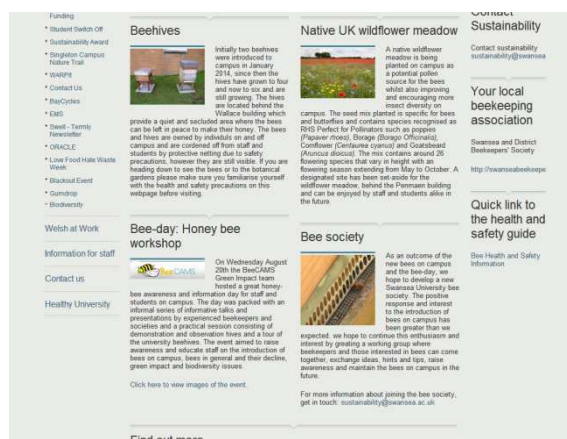 Funding
* Student Switch Off
* Sustainability Award
* Singleton Campus
Nature Trail
* WARPit
* Contact Us
* BayCycles
* EMS
* Swell - Termly
Newsletter
* ORACLE
* Low Food Hate Waste
Week
* Blackout Event
* Gumdrop
- Biodiversity
Welsh at Work
Information for staff
Contact us
Healthy University
Beehives
Initially two beehives
were introduced to
campus in January
2014, since then the
hives have grown to four
and now to six and are
still growing. The hives
are located behind the
Wallace building which
provide a quiet and secluded area where the bees
can be left in peace to make their honey. The bees
and hives are owned by individuls on and off
campus and are cordened off from staff and
students by protective netting due to safety
precautions, however they are still visible. If you are
heading down to see the bees or to the botanical
gardens please make sure you familiarise yourself
with the health and safety precautions on this
webpage before visiting.
Bee-day: Honey bee
workshop
BeeCAMS
On Wednesday August
20th the BeeCAMS
Green Impact team
hosted a great honey-
bee awareness and information day for staff and
students on campus. The day was packed with an
informal series of informative talks and
presentations by experienced beekeepers and
societies and a practical session consisting of
demonstration and observation hives and a tour of
the university beehives. The event aimed to raise
awareness and educate staff on the introduction of
bees on campus, bees in general and their decline,
green impact and biodiversity issues.
Click here to view images of the event.
Native UK wildflower meadow
A native wildflower
meadow is being
planted on campus as
a potential pollen
source for the bees
whilst also improving
and encouraging more
insect diversity on
campus. The seed mix planted is specific for bees
and butterflies and contains species recognised as
RHS Perfect for Pollinators such as poppies
(Papaver rhoes), Borage (Borago Officinalis),
Cornflower (Centaurea cyanus) and Goatsbeard
(Aruncus dioicus). The mix contains around 26
flowering species that vary in height with an
flowering season extending from May to October. A
designated site has been set-aside for the
wildflower meadow, behind the Penmaen building
and can be enjoyed by staff and students alike in
the future.
Bee society
As an outcome of the
new bees on campus
and the bee-day, we
hope to develop a new
Swansea University bee
society. The positive
response and interest
to the introduction of
bees on campus has
been greater than we
expected. we hope to continue this enthusiasm and
interest by greating a working group where
beekeepers and those interested in bees can come
together, exchange ideas, hints and tips, raise
awareness and maintain the bees on campus in the
future.
For more information about joining the bee society,
get in touch: sustainability@swansea.ac.uk
Contact
Sustainability
Contact sustainability
sustainability@swansea
Your local
beekeeping
association
Swansea and District
Beekeepers' Society
http://swanseabeekeepe
Quick link to
the health and
safety guide
Bee Health and Safety
Information
Find out more